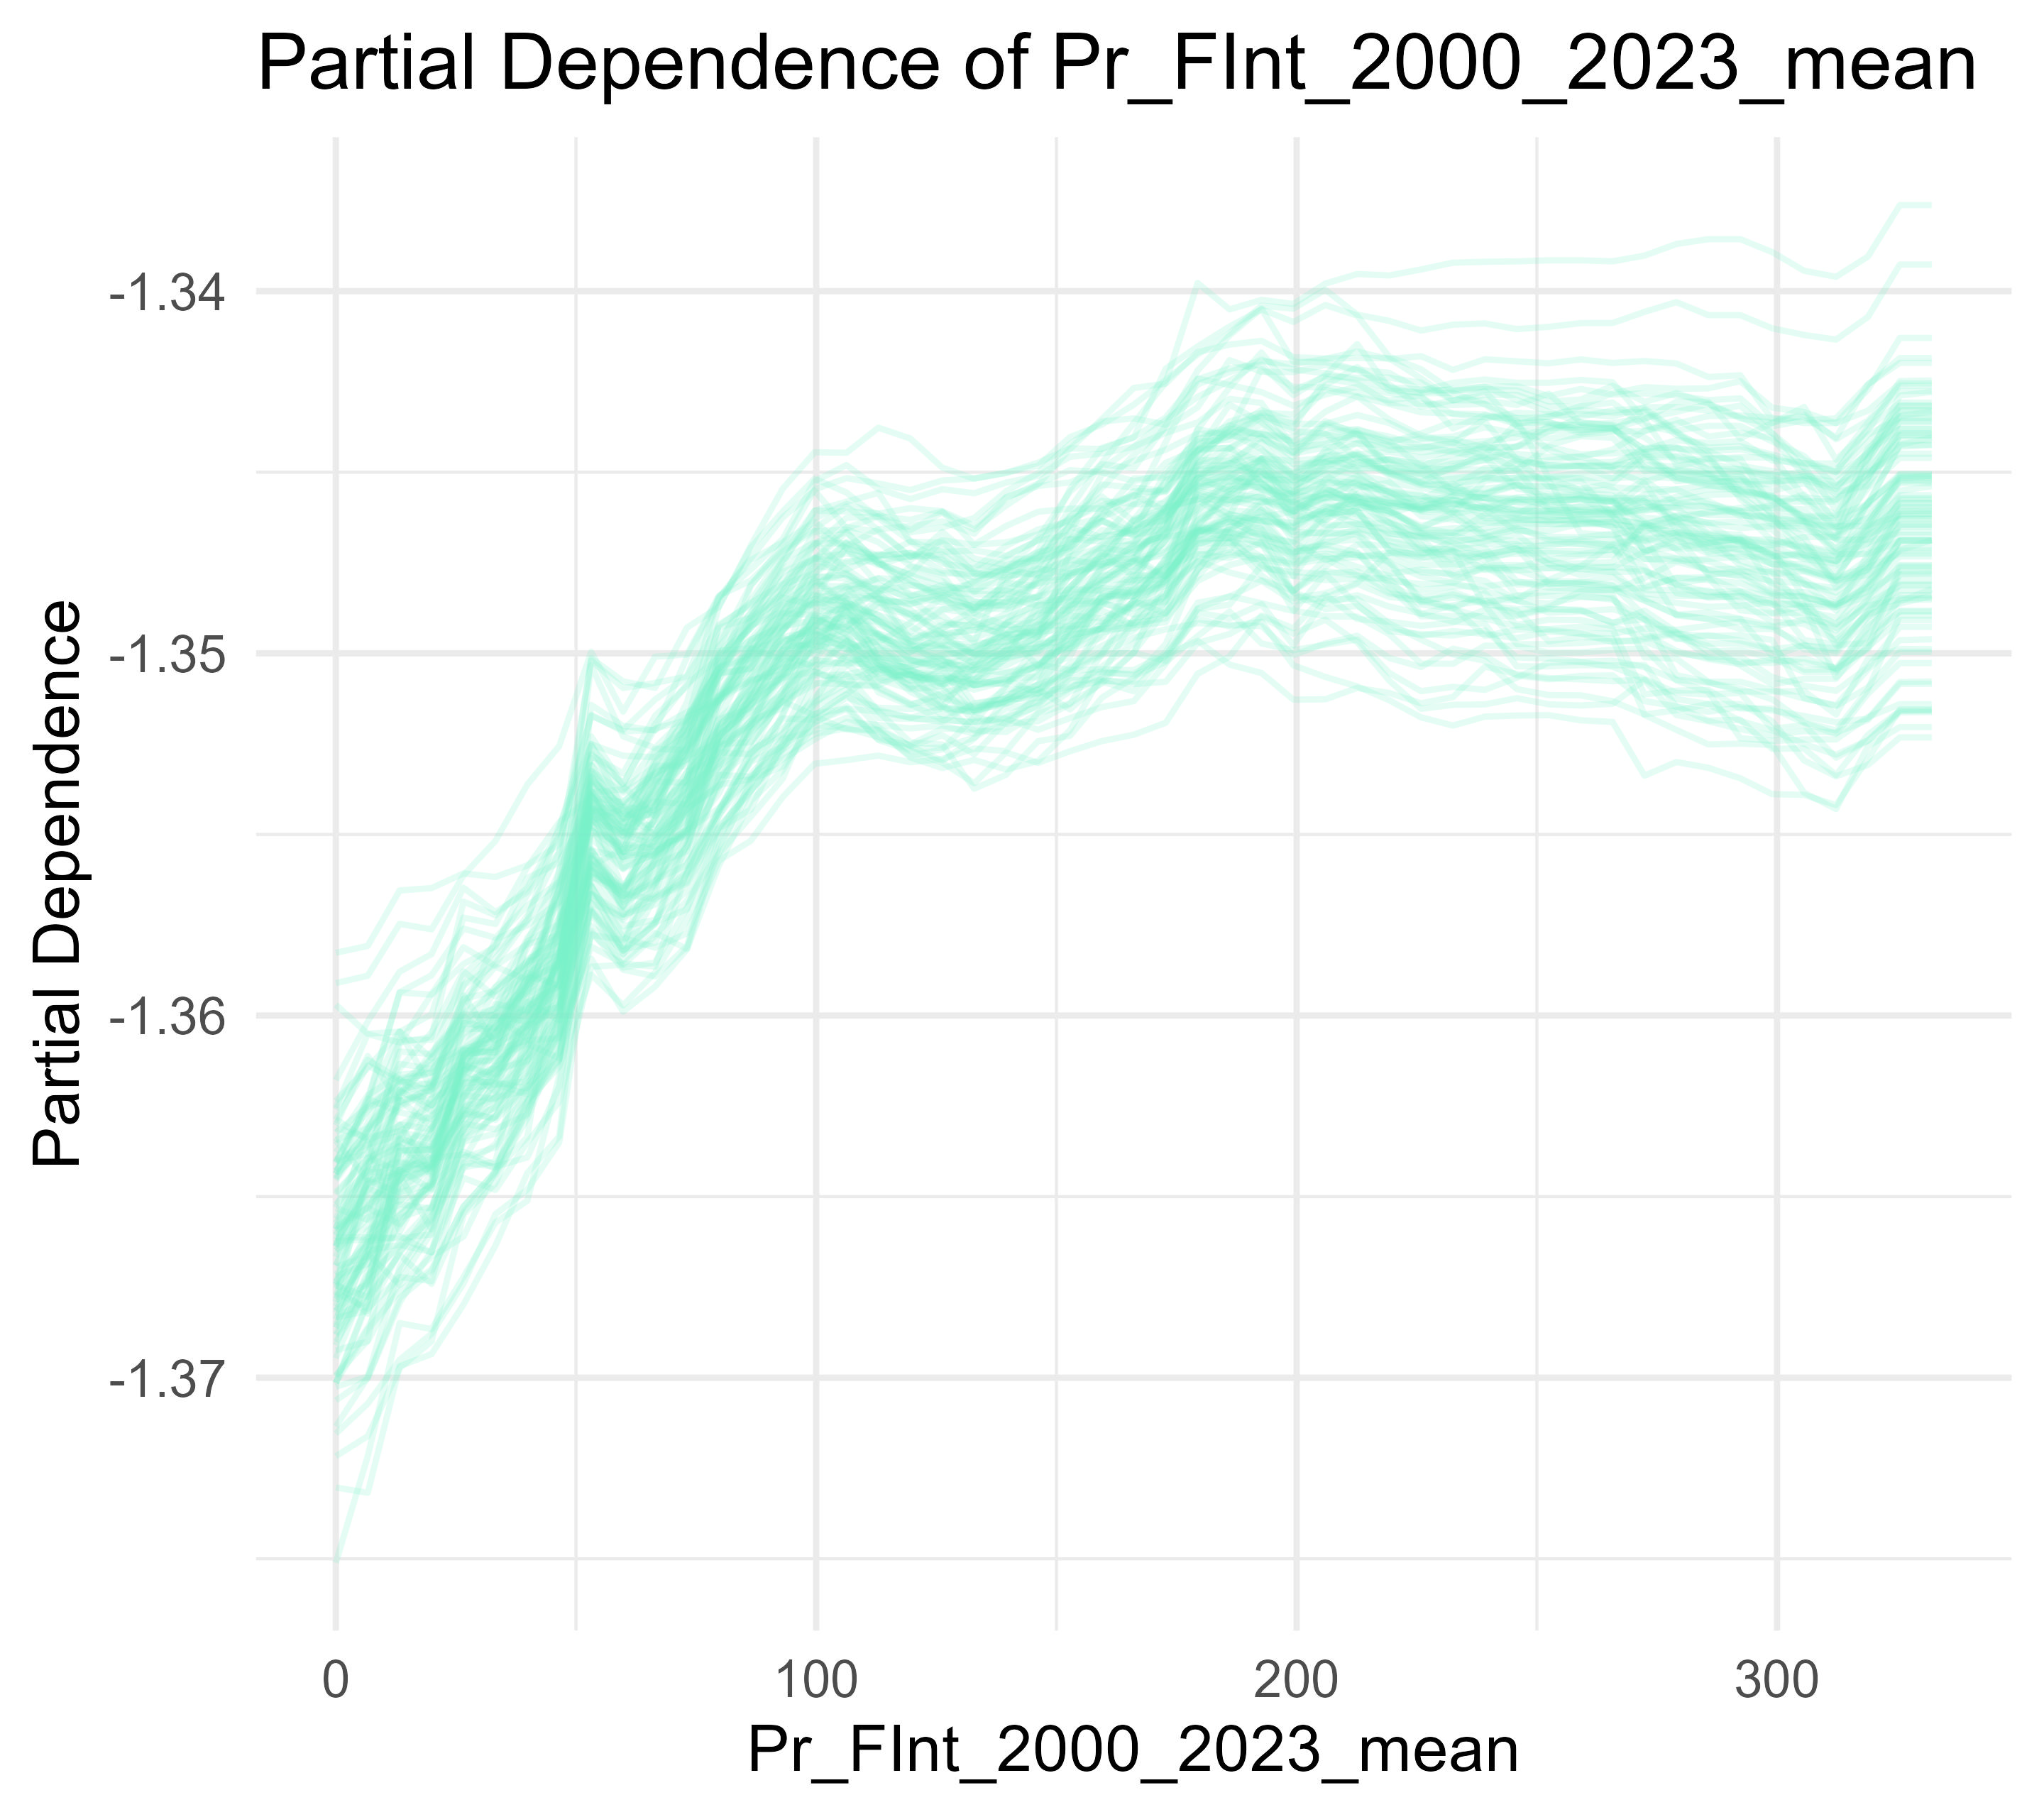 Partial Dependence of Pr_FInt_2000_2023_mean
Partial Dependence
-1.34
-1.35
-1.36
-1.37
0 100 200 300
Pr_FInt_2000_2023_mean